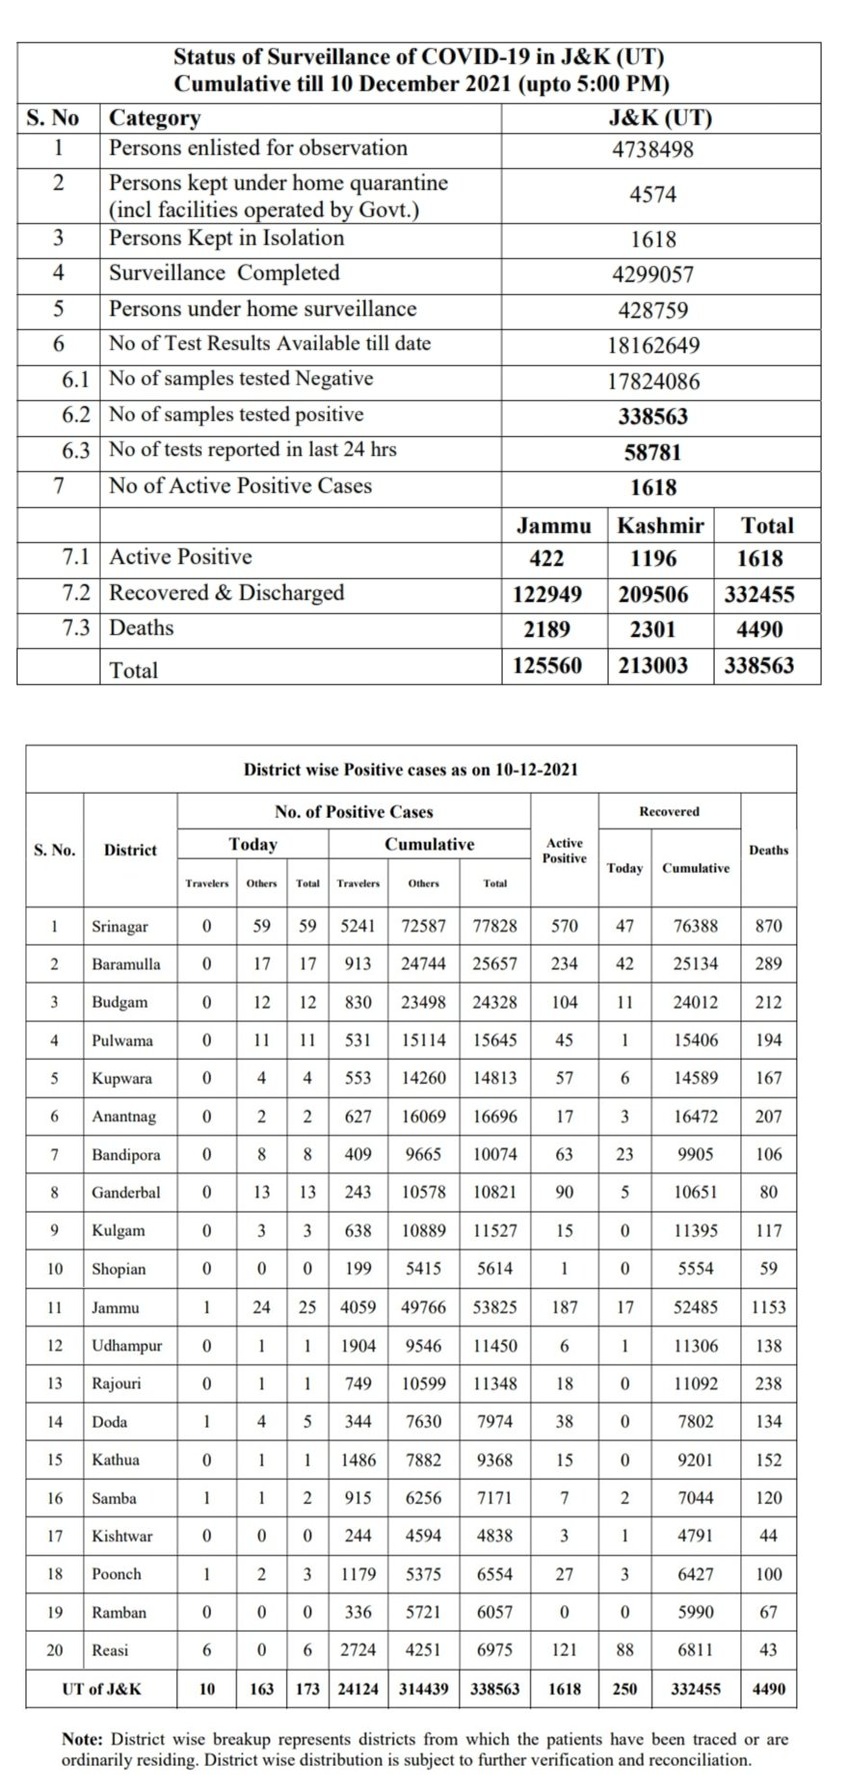 Status of Surveillance of COVID-19 in J&K (UT)
Cumulative till 10 December 2021 (upto 5:00 PM)
S. No Category J&K (UT)
1 Persons enlisted for observation 4738498
2 Persons kept under home quarantine
(incl facilities operated by Govt.) 4574
3 Persons Kept in Isolation 1618
4 Surveillance Completed 4299057
5 Persons under home surveillance 428759
6 No of Test Results Available till date 18162649
6.1 No of samples tested Negative 17824086
6.2 No of samples tested positive 338563
6.3 No of tests reported in last 24 hrs 58781
7 No of Active Positive Cases 1618
Jammu Kashmir Total
7.1 Active Positive 422 1196 1618
7.2 Recovered & Discharged 122949 209506 332455
7.3 Deaths 2189 2301 4490
Total 125560 213003 338563
District wise Positive cases as on 10-12-2021
S. No. District No. of Positive Cases Active Positive Recovered Deaths
Today Cumulative Today Cumulative
Travelers Others Total Travelers Others Total
1 Srinagar 0 59 59 5241 72587 77828 570 47 76388 870
2 Baramulla 0 17 17 913 24744 25657 234 42 25134 289
3 Budgam 0 12 12 830 23498 24328 104 11 24012 212
4 Pulwama 0 11 11 531 15114 15645 45 1 15406 194
5 Kupwara 0 4 4 553 14260 14813 57 6 14589 167
6 Anantnag 0 2 2 627 16069 16696 17 3 16472 207
7 Bandipora 0 8 8 409 9665 10074 63 23 9905 106
8 Ganderbal 0 13 13 243 10578 10821 90 5 10651 80
9 Kulgam 0 3 3 638 10889 11527 15 0 11395 117
10 Shopian 0 0 0 199 5415 5614 1 0 5554 59
11 Jammu 1 24 25 4059 49766 53825 187 17 52485 1153
12 Udhampur 0 1 1 1904 9546 11450 6 1 11306 138
13 Rajouri 0 1 1 749 10599 11348 18 0 11092 238
14 Doda 1 4 5 344 7630 7974 38 0 7802 134
15 Kathua 0 1 1 1486 7882 9368 15 0 9201 152
16 Samba 1 1 2 915 6256 7171 7 2 7044 120
17 Kishtwar 0 0 0 244 4594 4838 3 1 4791 44
18 Poonch 1 2 3 1179 5375 6554 27 3 6427 100
19 Ramban 0 0 0 336 5721 6057 0 0 5990 67
20 Reasi 6 0 6 2724 4251 6975 121 88 6811 43
UT of J&K 10 163 173 24124 314439 338563 1618 250 332455 4490
Note: District wise breakup represents districts from which the patients have been traced or are
ordinarily residing. District wise distribution is subject to further verification and reconciliation.